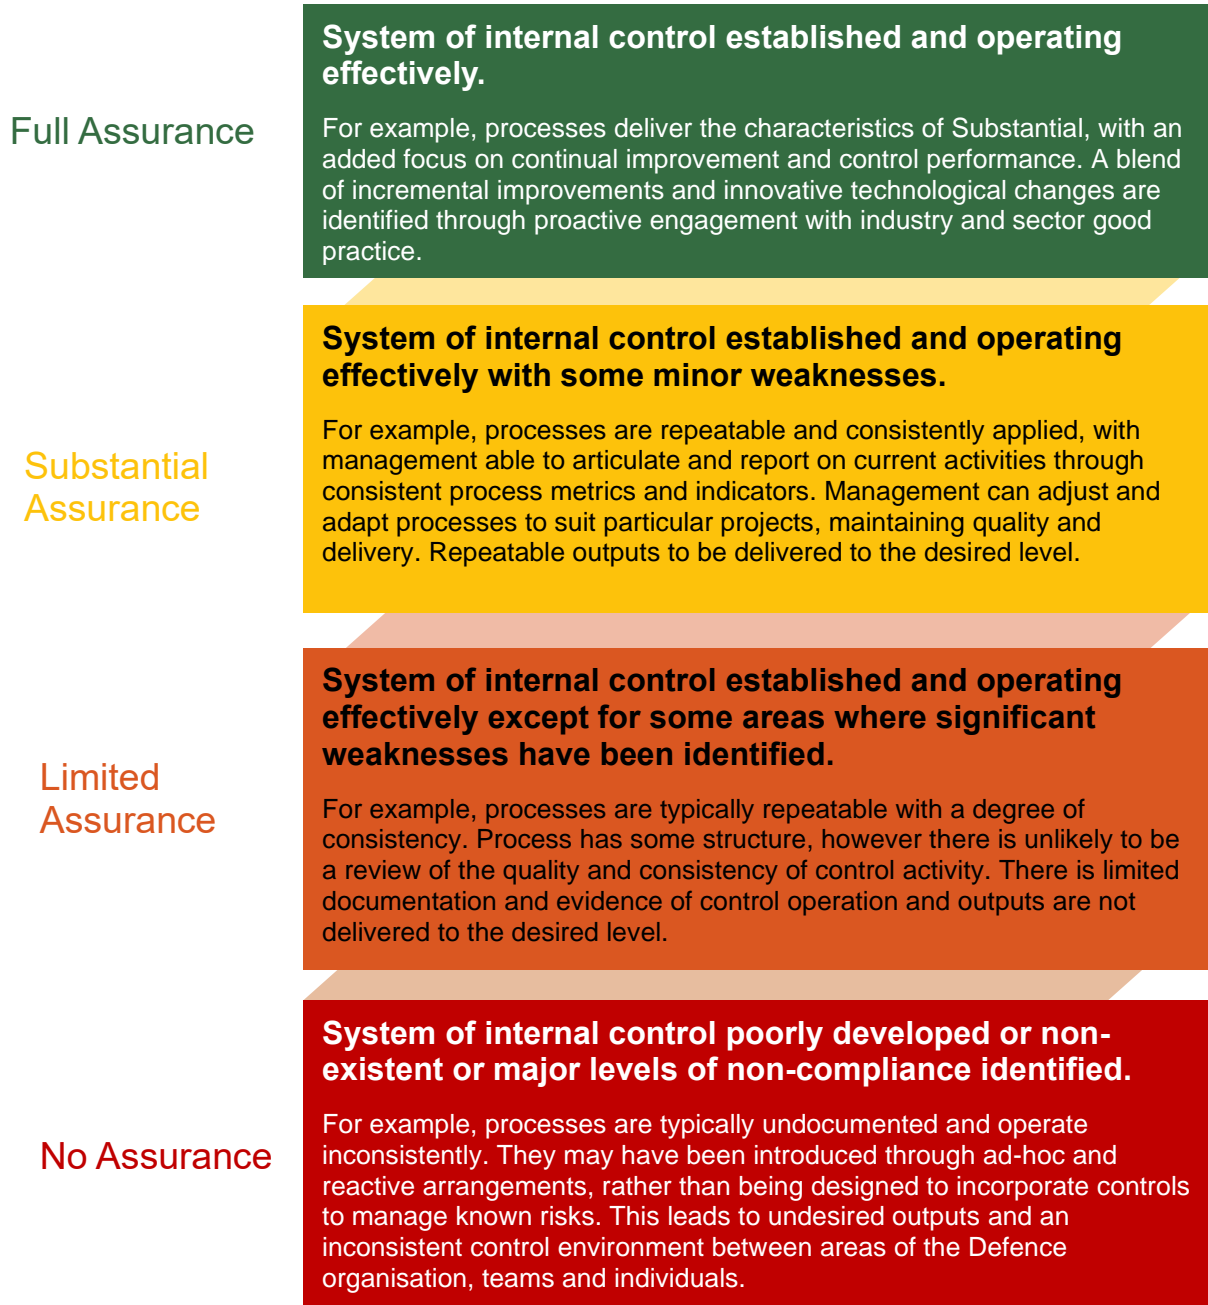 Full Assurance
System of internal control established and operating
effectively.
For example, processes deliver the characteristics of Substantial, with an
added focus on continual improvement and control performance. A blend
of incremental improvements and innovative technological changes are
identified through proactive engagement with industry and sector good
practice.
Substantial
Assurance
System of internal control established and operating
effectively with some minor weaknesses.
For example, processes are repeatable and consistently applied, with
management able to articulate and report on current activities through
consistent process metrics and indicators. Management can adjust and
adapt processes to suit particular projects, maintaining quality and
delivery. Repeatable outputs to be delivered to the desired level.
Limited
Assurance
System of internal control established and operating
effectively except for some areas where significant
weaknesses have been identified.
For example, processes are typically repeatable with a degree of
consistency. Process has some structure, however there is unlikely to be
a review of the quality and consistency of control activity. There is limited
documentation and evidence of control operation and outputs are not
delivered to the desired level.
No Assurance
System of internal control poorly developed or non-
existent or major levels of non-compliance identified.
For example, processes are typically undocumented and operate
inconsistently. They may have been introduced through ad-hoc and
reactive arrangements, rather than being designed to incorporate controls
to manage known risks. This leads to undesired outputs and an
inconsistent control environment between areas of the Defence
organisation, teams and individuals.